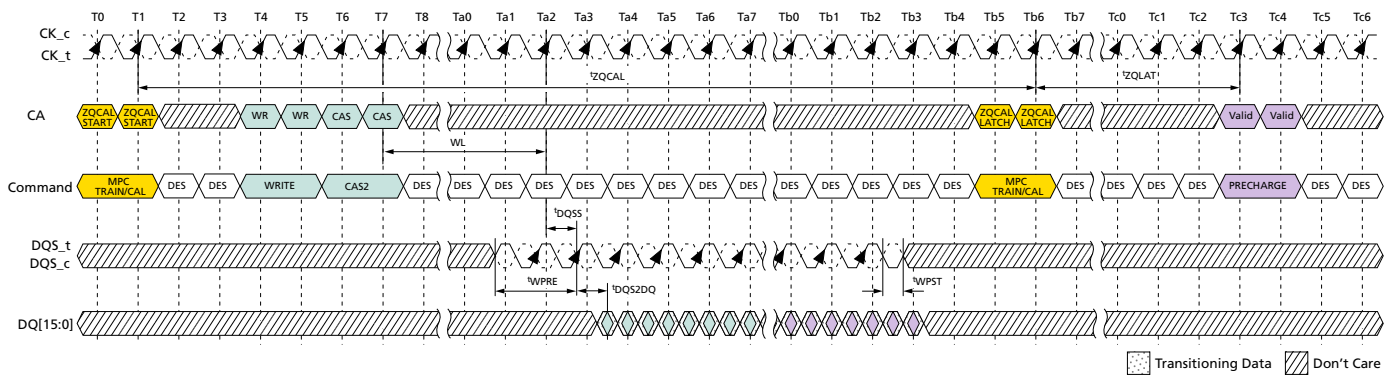 T0 T1 T2 T3 T4 T5 T6 T7 T8 Ta0 Ta1 Ta2 Ta3 Ta4 Ta5 Ta6 Ta7 Tb0 Tb1 Tb2 Tb3 Tb4 Tb5 Tb6 Tb7 Tc0 Tc1 Tc2 Tc3 Tc4 Tc5 Tc6
CK_c
CK_t
tZQCAL tZQLAT
CA ZQCAL START ZQCAL START WR WR CAS CAS ZQCAL LATCH ZQCAL LATCH Valid Valid
WL
Command MPC TRAIN/CAL DES DES WRITE CAS2 DES DES DES DES DES DES DES DES DES DES DES DES DES DES MPC TRAIN/CAL DES DES DES DES PRECHARGE DES DES
tDQSS
DQS_t
DQS_c
tWPRE tDQS2DQ tWPST
DQ[15:0]
Transitioning Data Don't Care